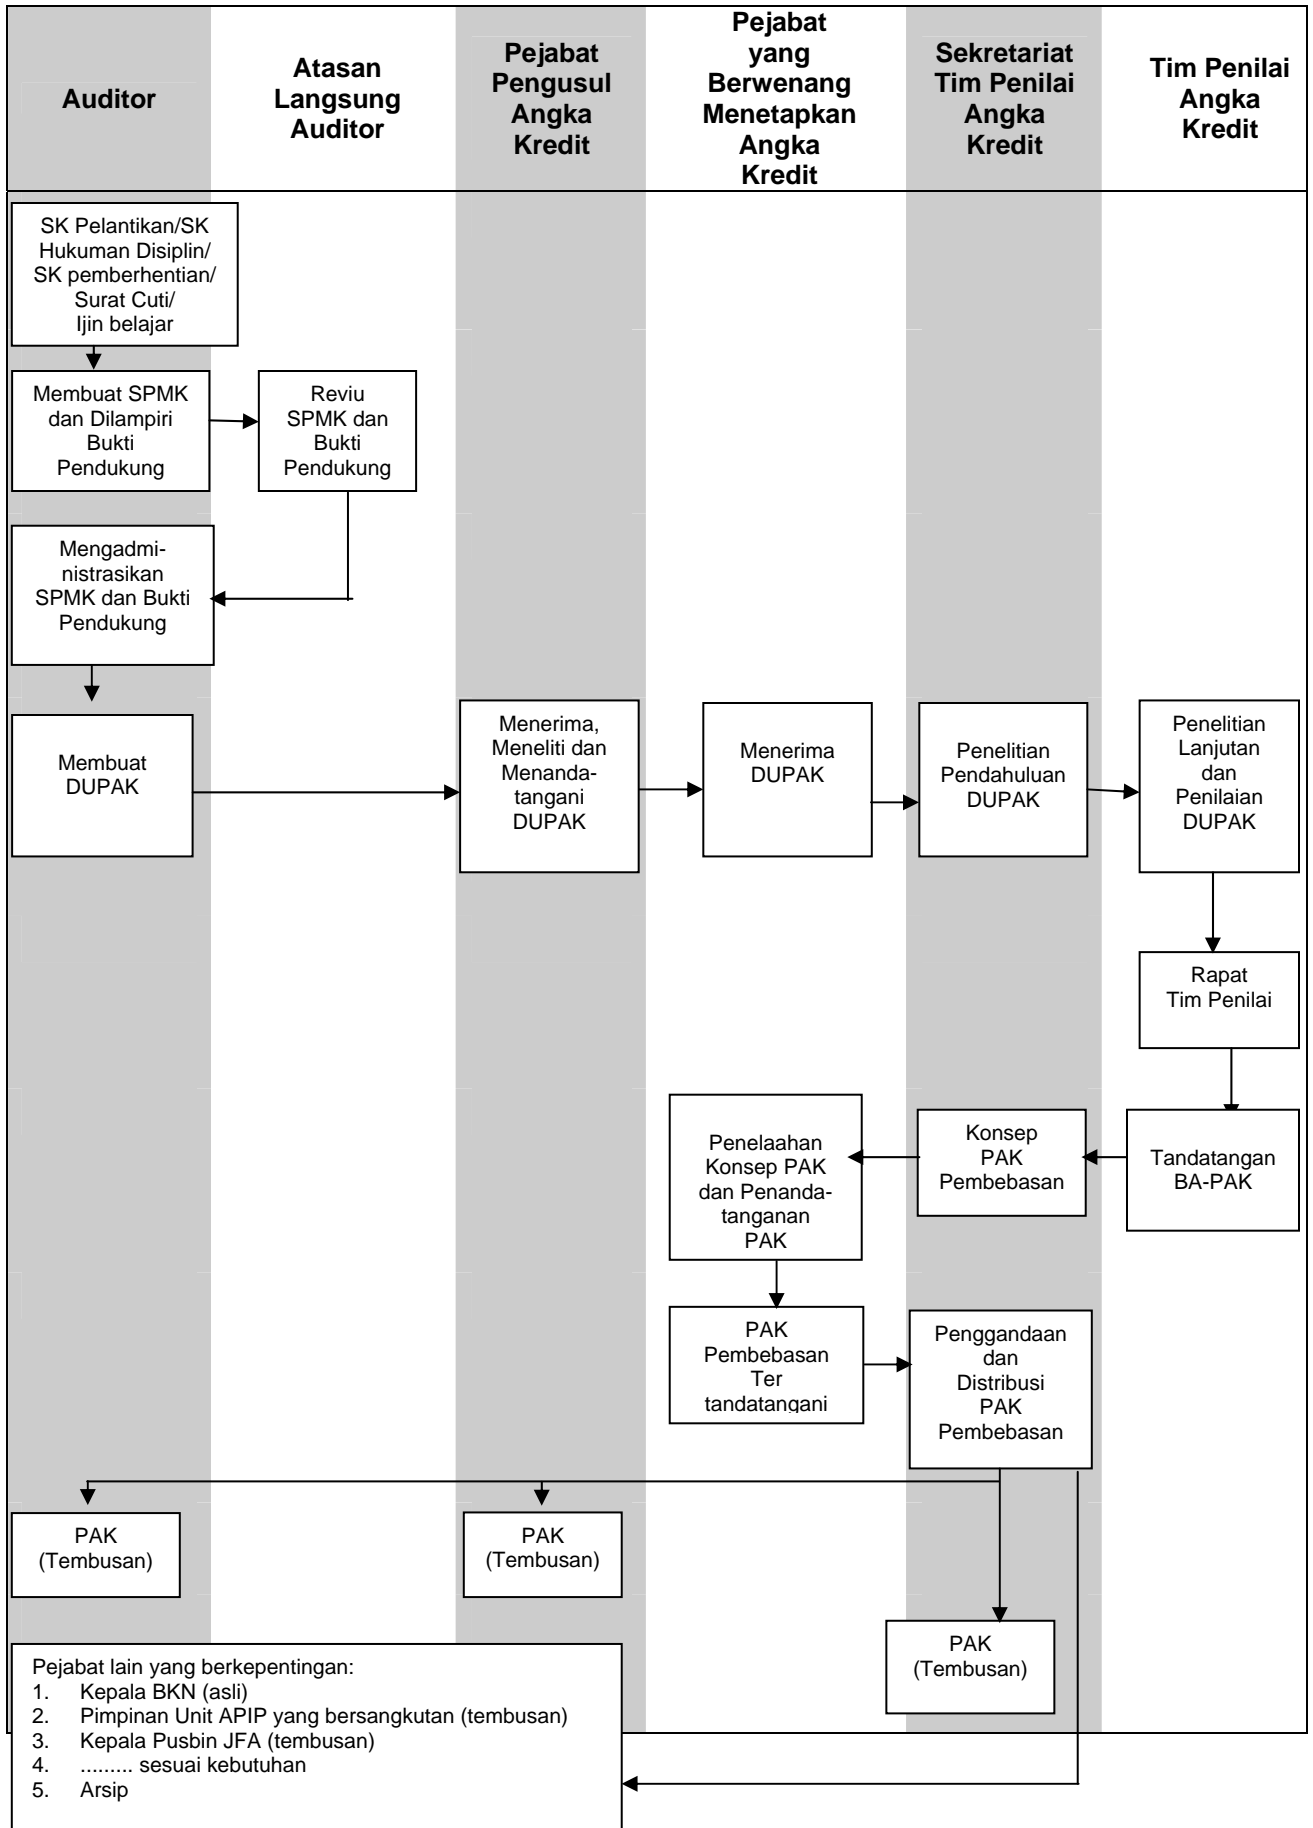 Auditor
Atasan
Langsung
Auditor
Pejabat
Pengusul
Angka
Kredit
Pejabat
yang
Berwenang
Menetapkan
Angka
Kredit
Sekretariat
Tim Penilai
Angka
Kredit
Tim Penilai
Angka
Kredit
SK Pelantikan/SK
Hukuman Disiplin/
SK pemberhentian/
Surat Cuti/
Ijin belajar
Membuat SPMK
dan Dilampiri
Bukti
Pendukung
Reviu
SPMK dan
Bukti
Pendukung
Mengadmi-
nistrasikan
SPMK dan Bukti
Pendukung
Membuat
DUPAK
Menerima,
Meneliti dan
Menanda-
tangani
DUPAK
Menerima
DUPAK
Penelitian
Pendahuluan
DUPAK
Penelitian
Lanjutan
dan
Penilaian
DUPAK
Rapat
Tim Penilai
Tandatangan
BA-PAK
Konsep
PAK
Pembebasan
Penelaahan
Konsep PAK
dan Penanda-
tanganan
PAK
PAK
Pembebasan
Ter
tandatangani
Penggandaan
dan
Distribusi
PAK
Pembebasan
PAK
(Tembusan)
PAK
(Tembusan)
PAK
(Tembusan)
Pejabat lain yang berkepentingan:
1. Kepala BKN (asli)
2. Pimpinan Unit APIP yang bersangkutan (tembusan)
3. Kepala Pusbin JFA (tembusan)
4. ......... sesuai kebutuhan
5. Arsip